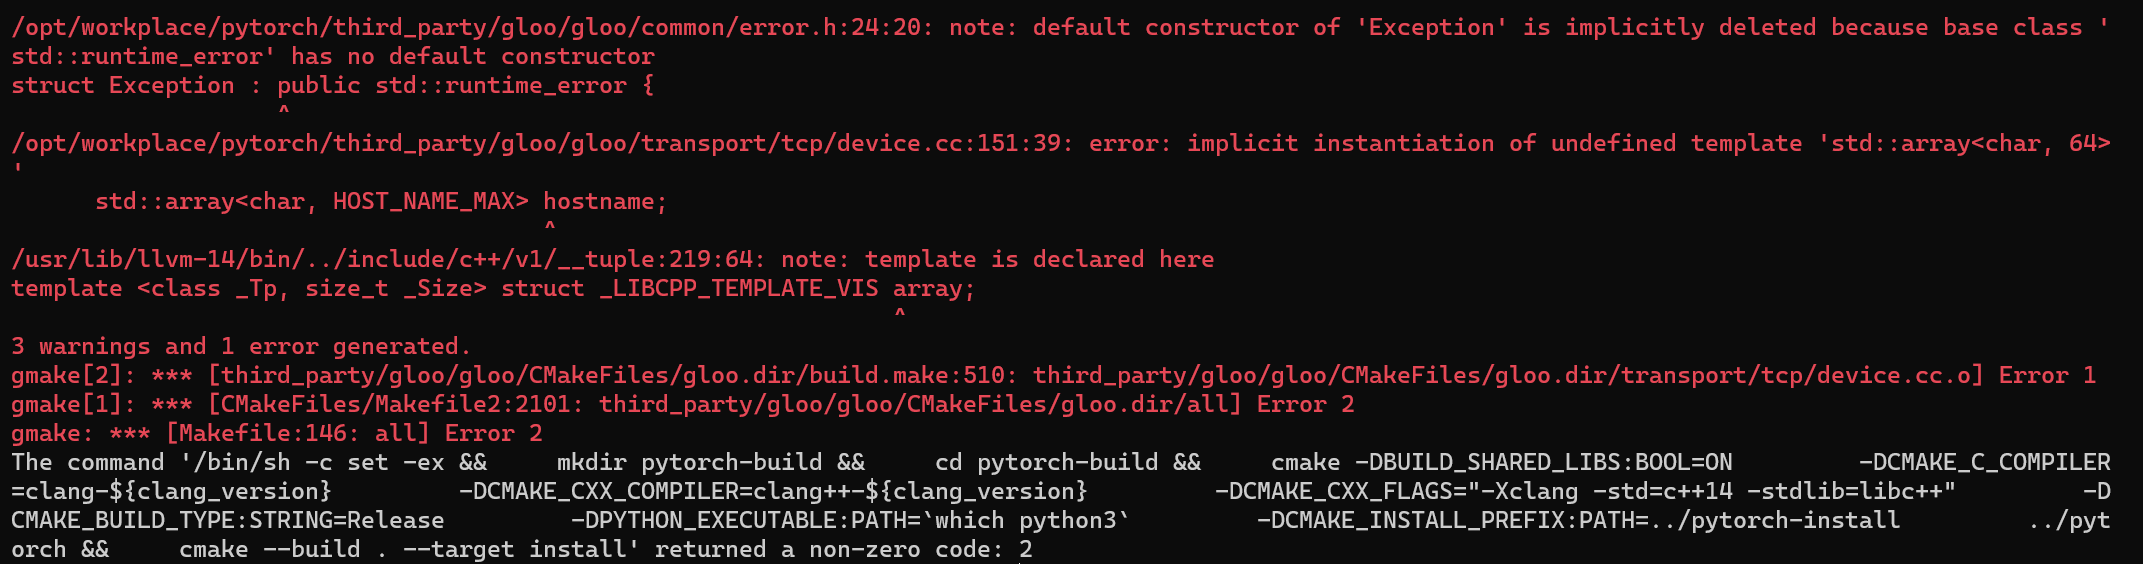 /opt/workplace/pytorch/third_party/gloo/gloo/common/error.h:24:20: note: default constructor of 'Exception' is implicitly deleted because base class '
std::runtime_error' has no default constructor
struct Exception : public std::runtime_error {
                   ^
/opt/workplace/pytorch/third_party/gloo/gloo/transport/tcp/device.cc:151:39: error: implicit instantiation of undefined template 'std::array<char, 64>
'
      std::array<char, HOST_NAME_MAX> hostname;
                                      ^
/usr/lib/llvm-14/bin/../include/c++/v1/__tuple:219:64: note: template is declared here
template <class _Tp, size_t _Size> struct _LIBCPP_TEMPLATE_VIS array;
                                                               ^
3 warnings and 1 error generated.
gmake[2]: *** [third_party/gloo/gloo/CMakeFiles/gloo.dir/build.make:510: third_party/gloo/gloo/CMakeFiles/gloo.dir/transport/tcp/device.cc.o] Error 1
gmake[1]: *** [CMakeFiles/Makefile2:2101: third_party/gloo/gloo/CMakeFiles/gloo.dir/all] Error 2
gmake: *** [Makefile:146: all] Error 2
The command '/bin/sh -c set -ex &&     mkdir pytorch-build &&     cd pytorch-build &&     cmake -DBUILD_SHARED_LIBS:BOOL=ON         -DCMAKE_C_COMPILER
=clang-${clang_version}         -DCMAKE_CXX_COMPILER=clang++-${clang_version}         -DCMAKE_CXX_FLAGS="-Xclang -std=c++14 -stdlib=libc++"         -D
CMAKE_BUILD_TYPE:STRING=Release         -DPYTHON_EXECUTABLE:PATH=`which python3`         -DCMAKE_INSTALL_PREFIX:PATH=../pytorch-install         ../pyt
orch &&     cmake --build . --target install' returned a non-zero code: 2